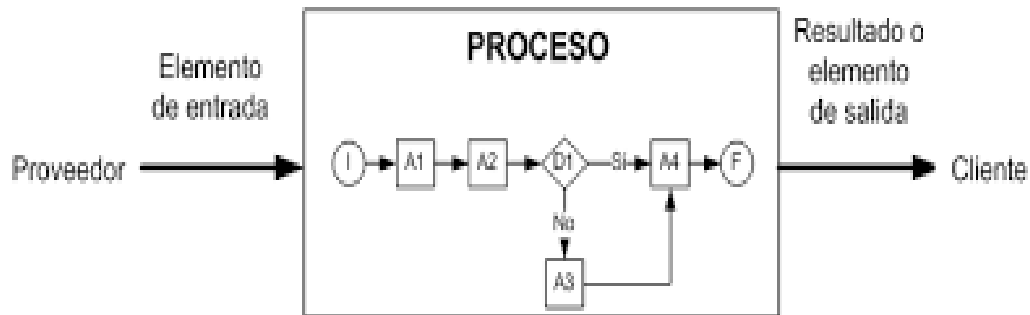 PROCESO
Elemento
de entrada
Resultado o
elemento
de salida
Proveedor
I
A1
A2
D1
Si
A4
F
Cliente
No
A3